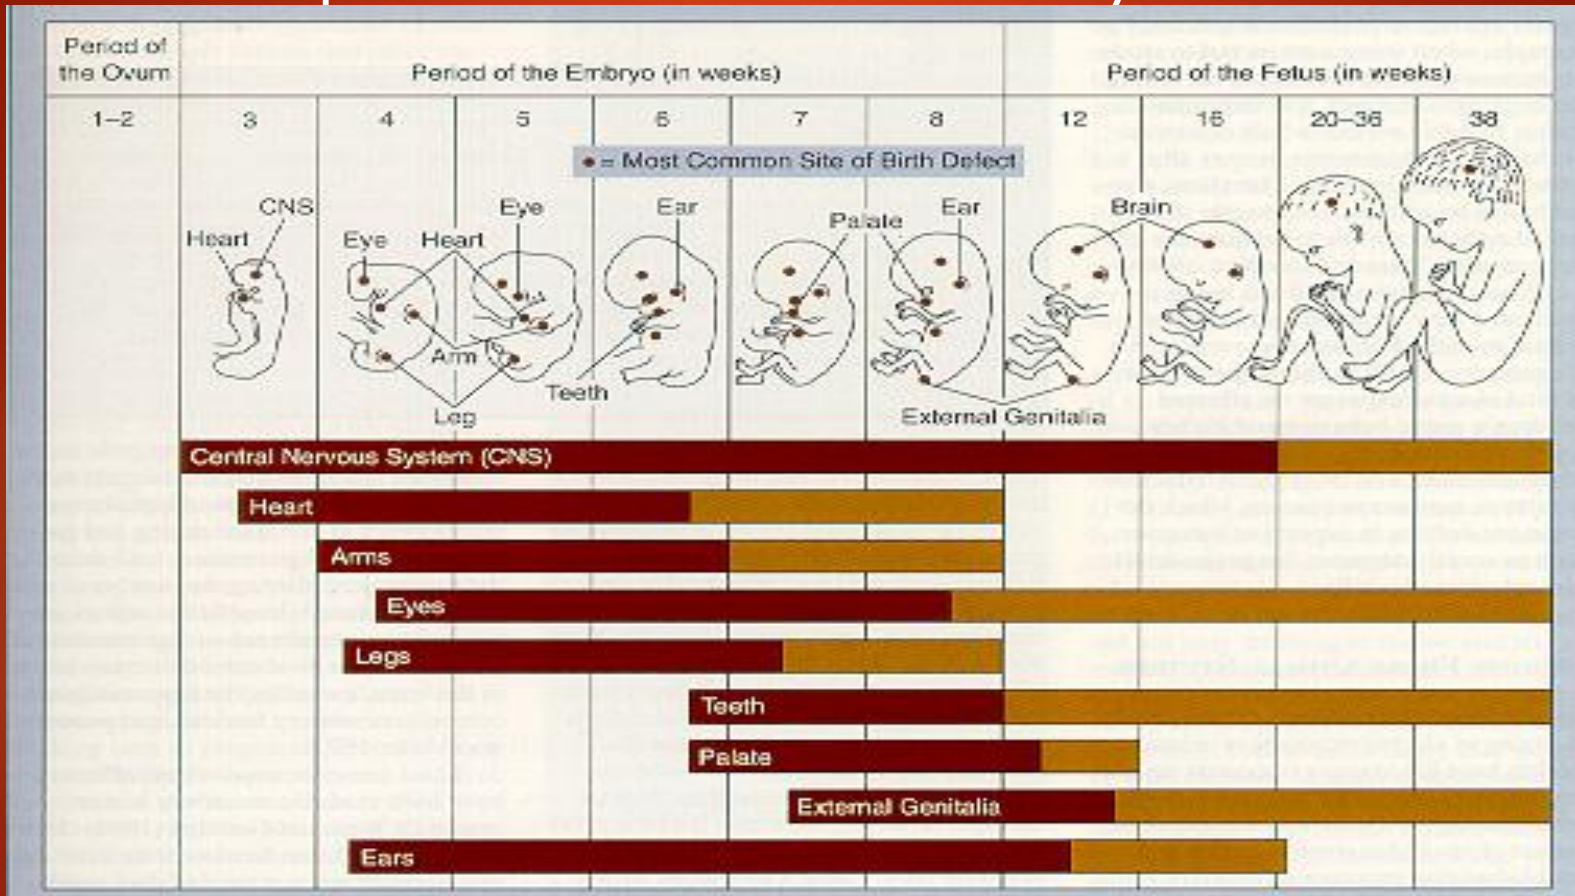 Period of
the Ovum
Period of the Embryo (in weeks)
Period of the Fetus (in weeks)
1–2 3 4 5 6 7 8 12 16 20–36 38
= Most Common Site of Birth Defect
CNS
Heart
Eye
Heart
Eye
Arm
Leg
Ear
Teeth
Palate
Ear
Brain
External Genitalia
Central Nervous System (CNS)
Heart
Arms
Eyes
Legs
Teeth
Palate
External Genitalia
Ears